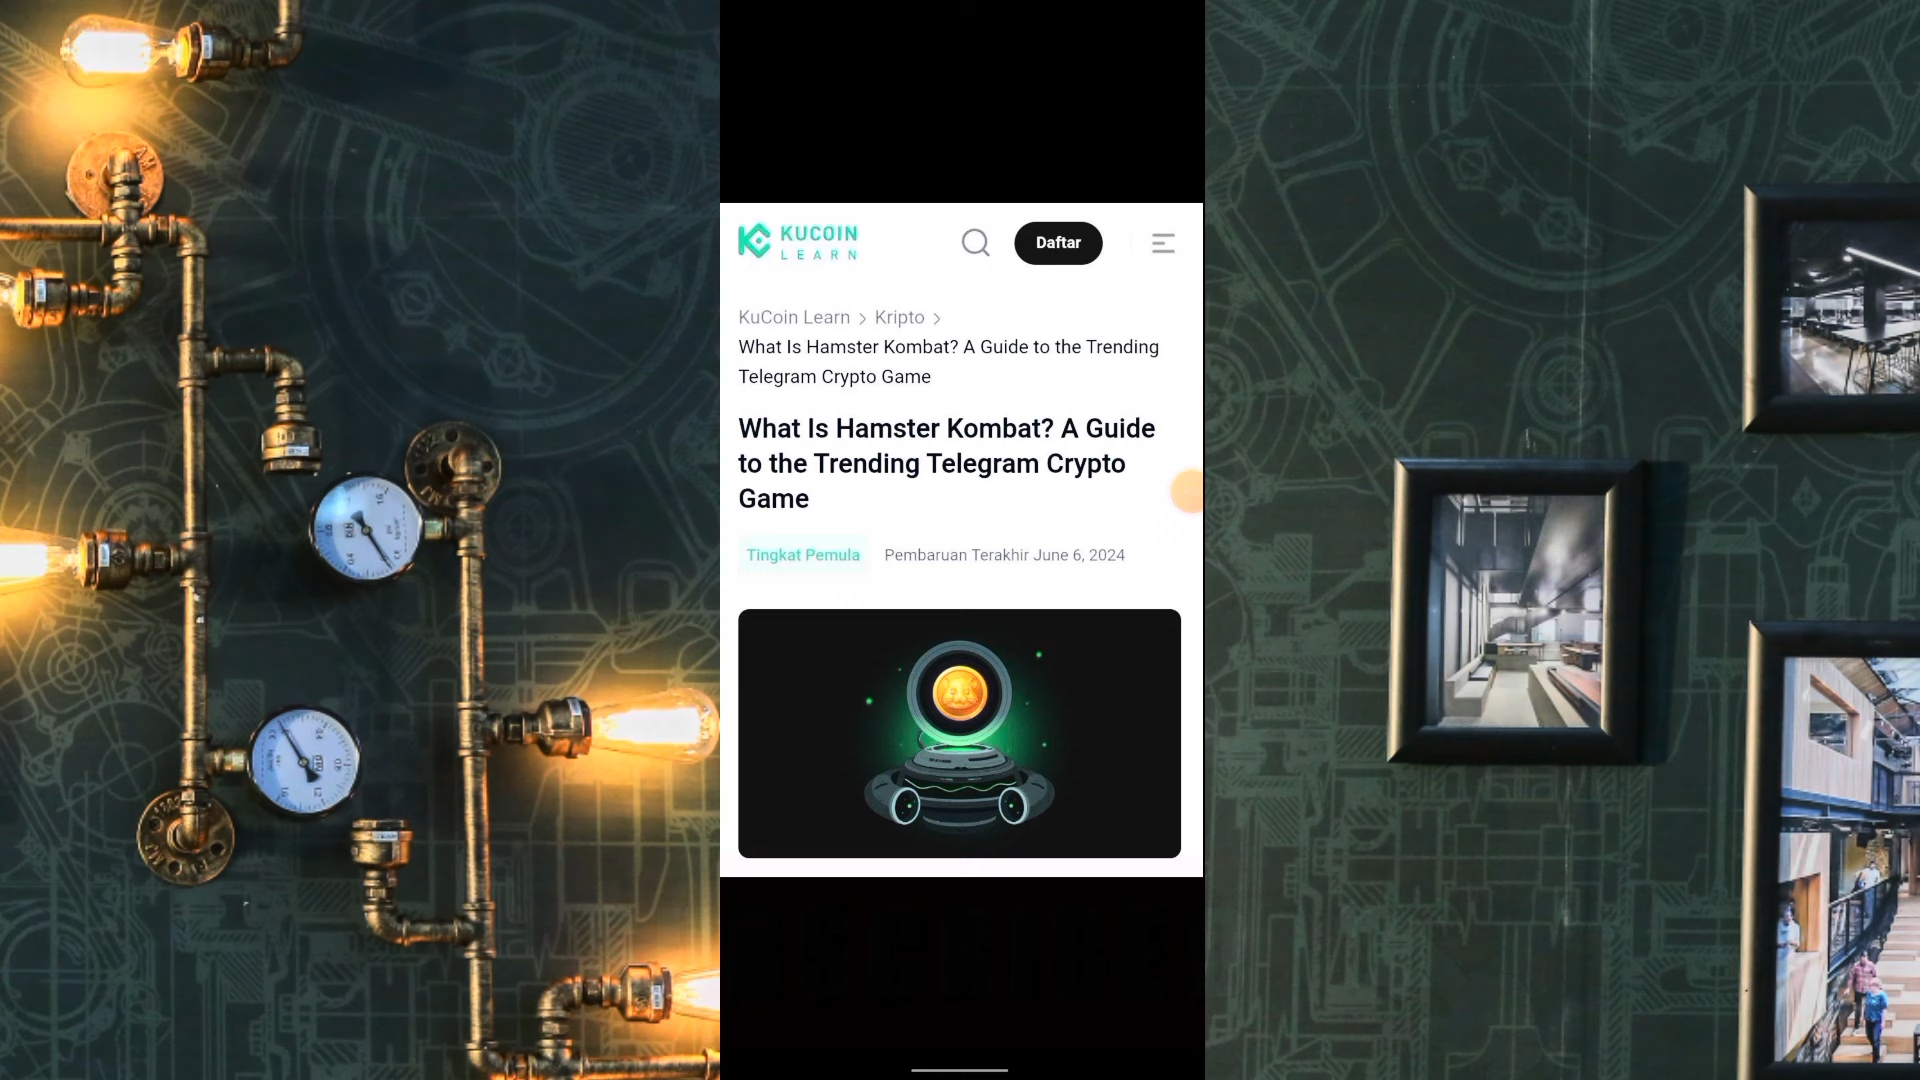 KUCOIN
LEARN
Daftar
KuCoin Learn > Kripto >
What Is Hamster Kombat? A Guide to the Trending
Telegram Crypto Game
What Is Hamster Kombat? A Guide
to the Trending Telegram Crypto
Game
Tingkat Pemula
Pembaruan Terakhir June 6, 2024